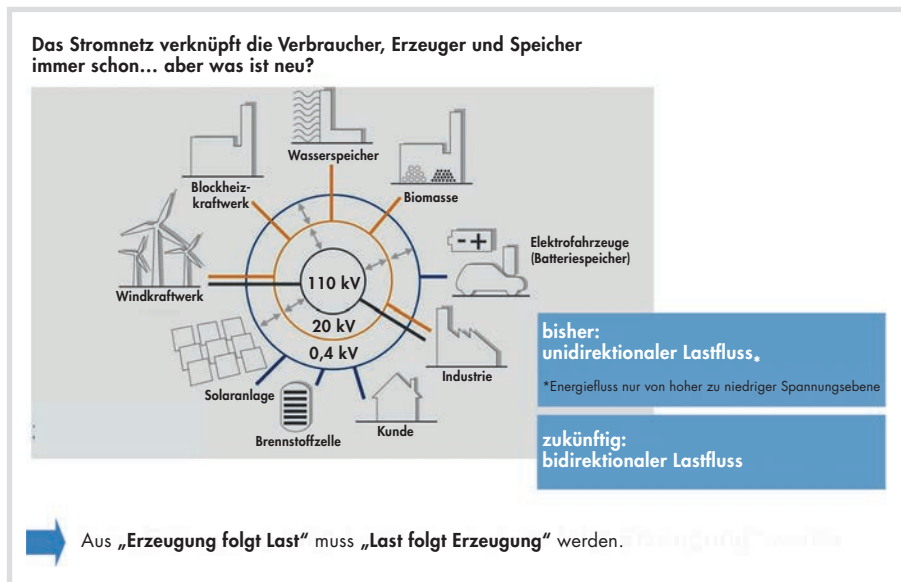 Das Stromnetz verknüpft die Verbraucher, Erzeuger und Speicher
immer schon... aber was ist neu?
Wasserspeicher
Blockheiz-
kraftwerk
Biomasse
Elektrofahrzeuge
(Batteriespeicher)
Windkraftwerk
110 kV
20 kV
0,4 kV
Industrie
Solaranlage
Brennstoffzelle
Kunde
bisher:
unidirektionaler Lastfluss*
*Energiefluss nur von hoher zu niedriger Spannungsebene
zukünftig:
bidirektionaler Lastfluss
Aus „Erzeugung folgt Last“ muss „Last folgt Erzeugung“ werden.